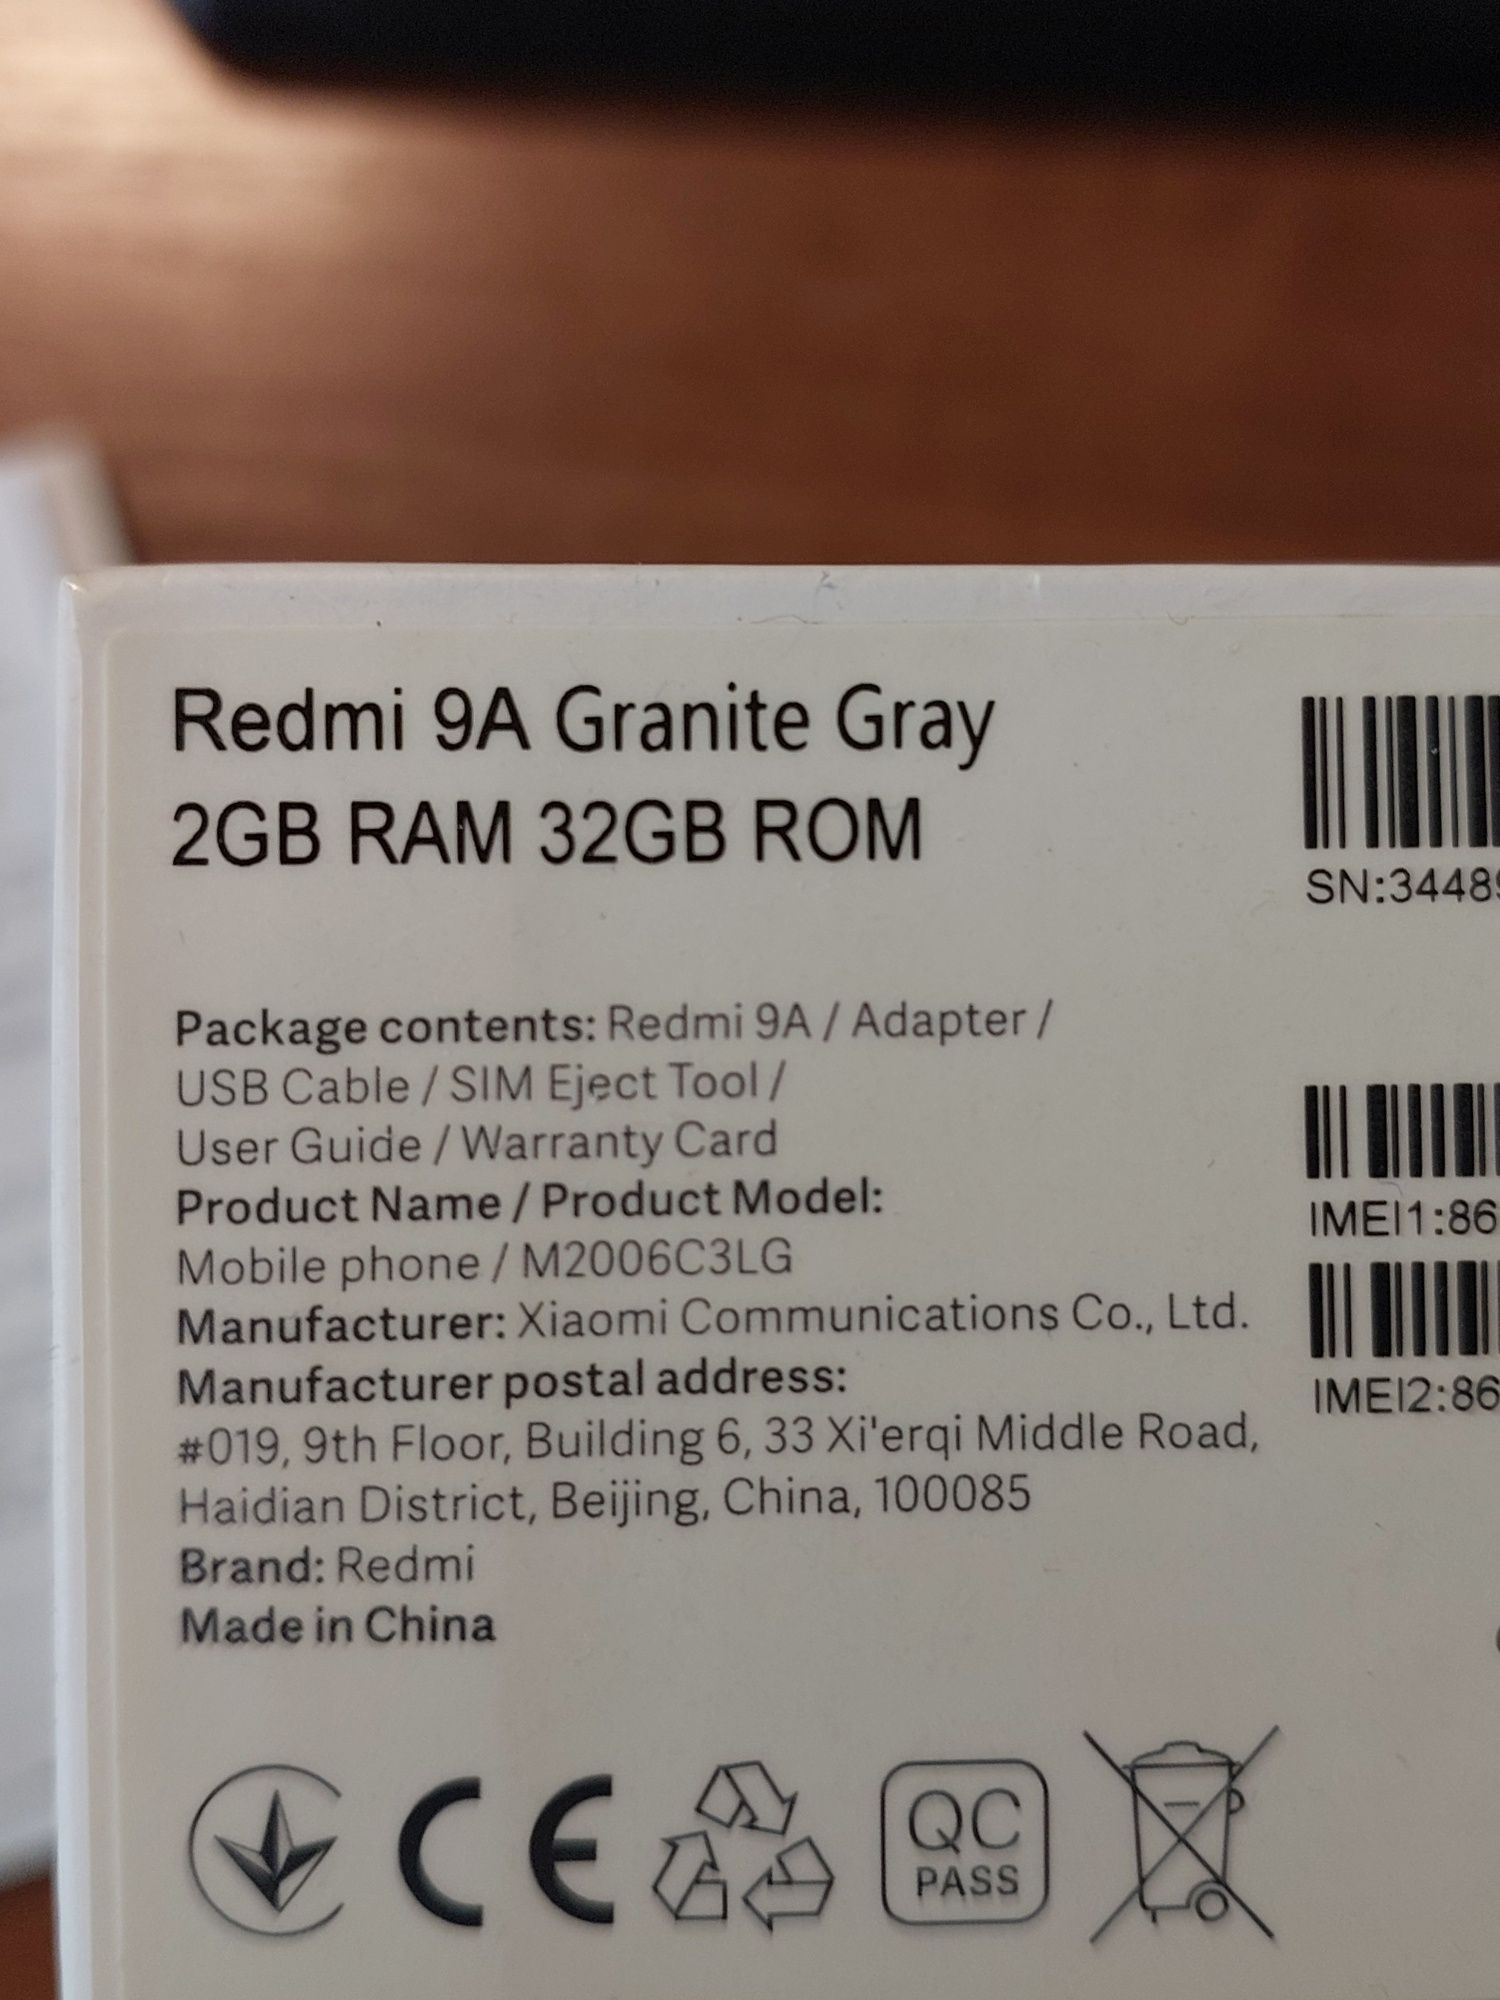 Redmi 9A Granite Gray
2GB RAM 32GB ROM
SN:3448
Package contents: Redmi 9A / Adapter /
USB Cable / SIM Eject Tool /
User Guide / Warranty Card
Product Name / Product Model:
Mobile phone / M2006C3LG
Manufacturer: Xiaomi Communications Co., Ltd.
Manufacturer postal address:
#019, 9th Floor, Building 6, 33 Xi'erqi Middle Road,
Haidian District, Beijing, China, 100085
Brand: Redmi
Made in China
IMEI1:86
IMEI2:86
CE
QC
PASS